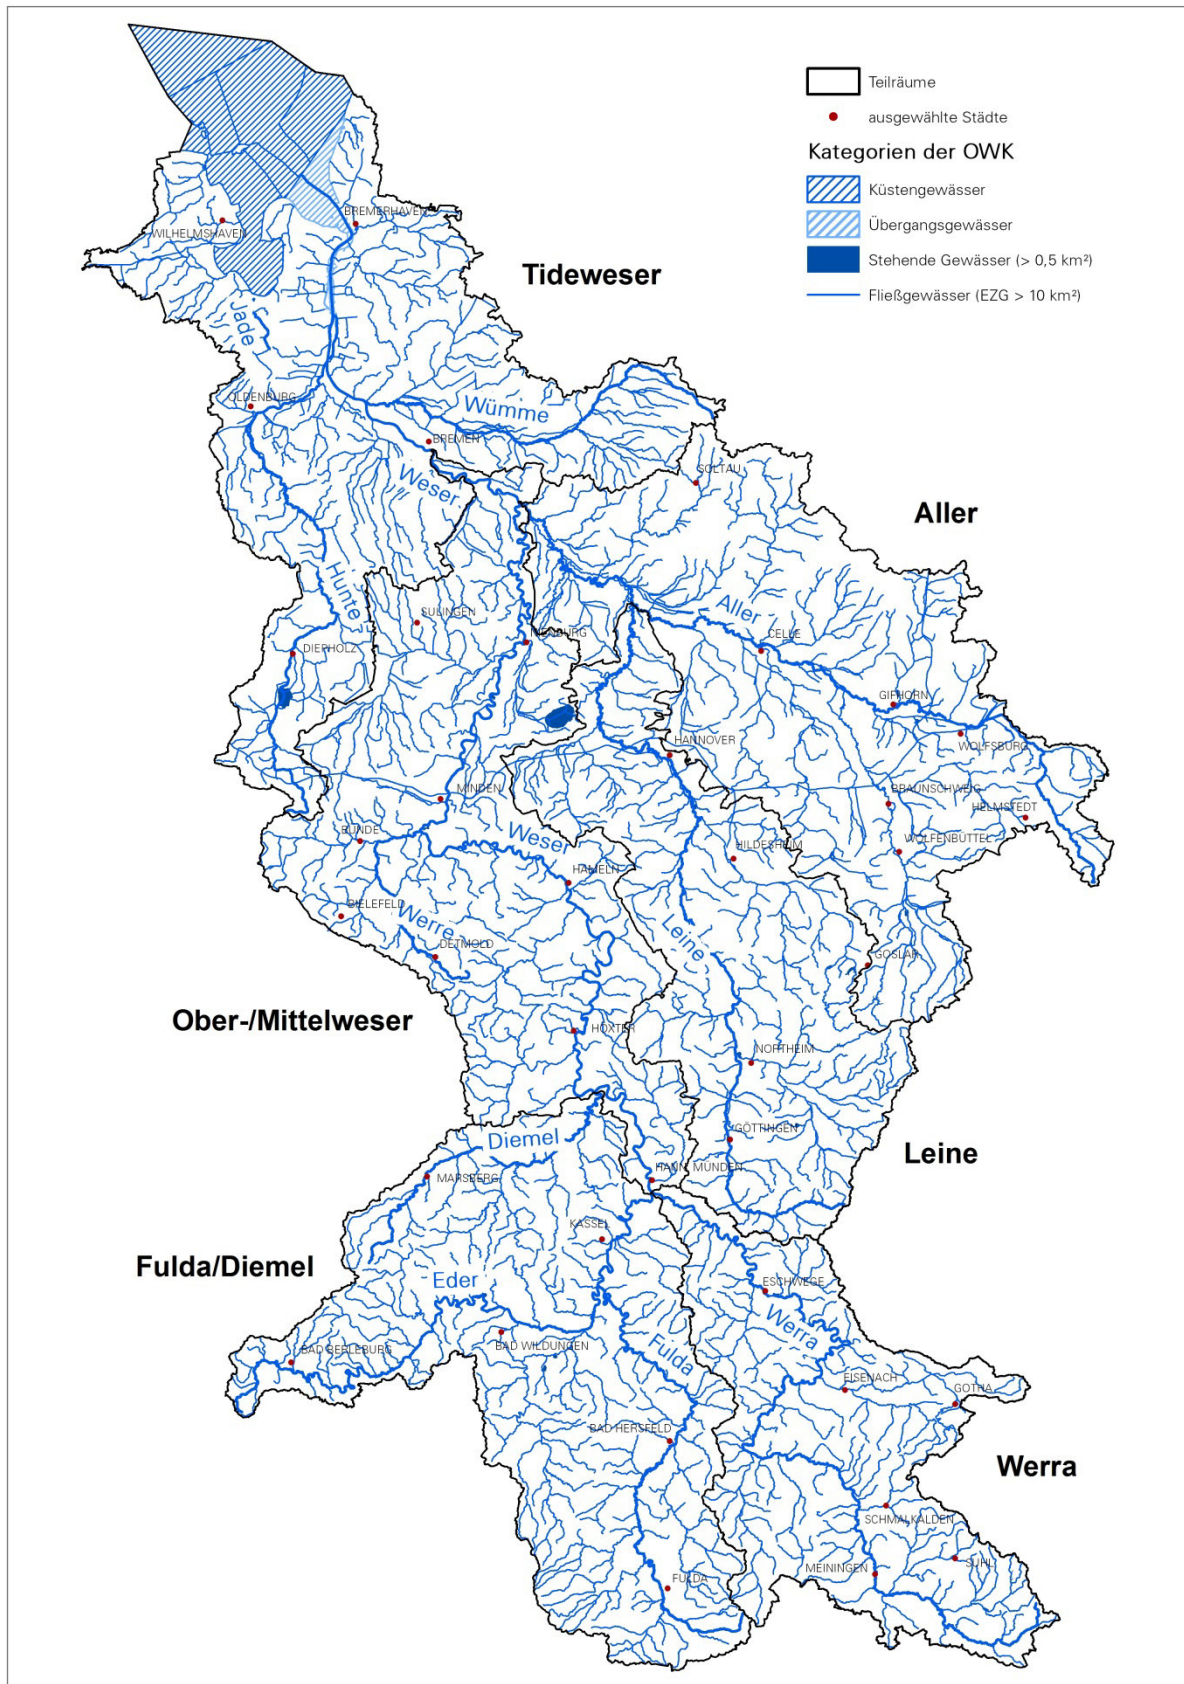 Teilräume
ausgewählte Städte
Kategorien der OWK
Küstengewässer
Übergangsgewässer
Stehende Gewässer (> 0,5 km²)
Fließgewässer (EZG > 10 km²)
BREMERHAVEN
WILHELMSHAVEN
Tideweser
Jade
OLDENBURG
Wümme
BREMEN
Weser
SOLTAU
Aller
Hunte
Aller
SULINGEN
NIENBURG
CELLE
DIEPHOLZ
GIFHORN
WOLFSBURG
HANNOVER
MINDEN
BRAUNSCHWEIG
HELMSTEDT
BÜNDE
Weser
WOLFENBÜTTEL
HILDESHEIM
HAMELN
BIELEFELD
Werre
DETMOLD
Leine
GOSLAR
Ober-/Mittelweser
HÖXTER
NORTHEIM
GÖTTINGEN
Diemel
Leine
HANN. MÜNDEN
MARSBERG
KASSEL
Fulda/Diemel
Eder
ESCHWEGE
Werra
BAD WILDUNGEN
Fulda
BAD BERLEBURG
EISENACH
GOTHA
BAD HERSFELD
Werra
SCHMALKALDEN
SUHL
MEININGEN
FULDA